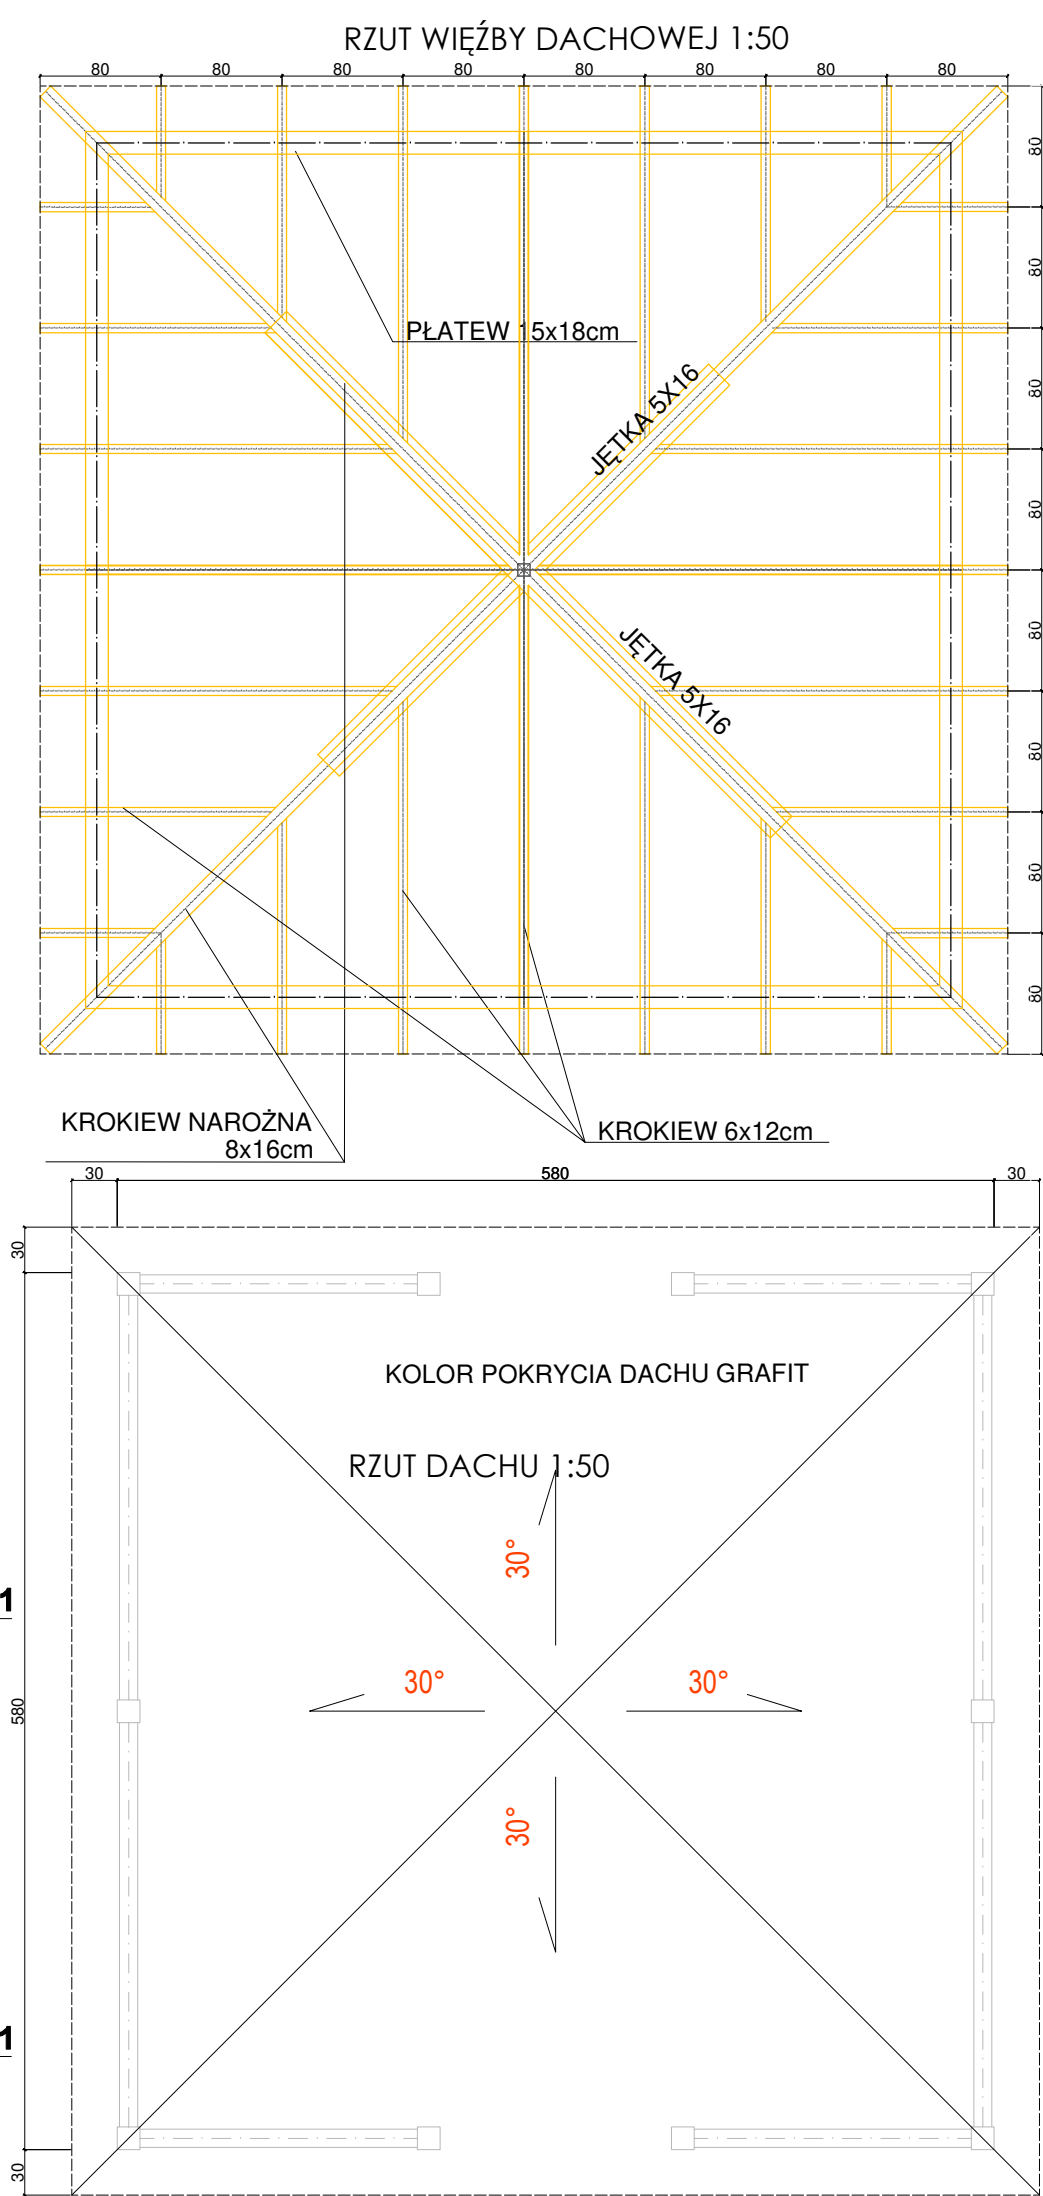 RZUT WIĘŹBY DACHOWEJ 1:50
80 80 80 80 80 80 80 80
80
80
80
PŁATEW 15x18cm
JĘTKA 5X16
80
80
JĘTKA 5X16
80
80
80
KROKIEW NAROŻNA
8x16cm
KROKIEW 6x12cm
30 580 30
30
KOLOR POKRYCIA DACHU GRAFIT
RZUT DACHU 1:50
30°
1
30° 30°
580
30°
1
30